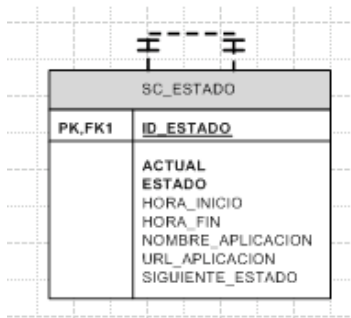 SC_ESTADO
PK,FK1 ID_ESTADO
ACTUAL
ESTADO
HORA_INICIO
HORA_FIN
NOMBRE_APLICACION
URL_APLICACION
SIGUIENTE_ESTADO